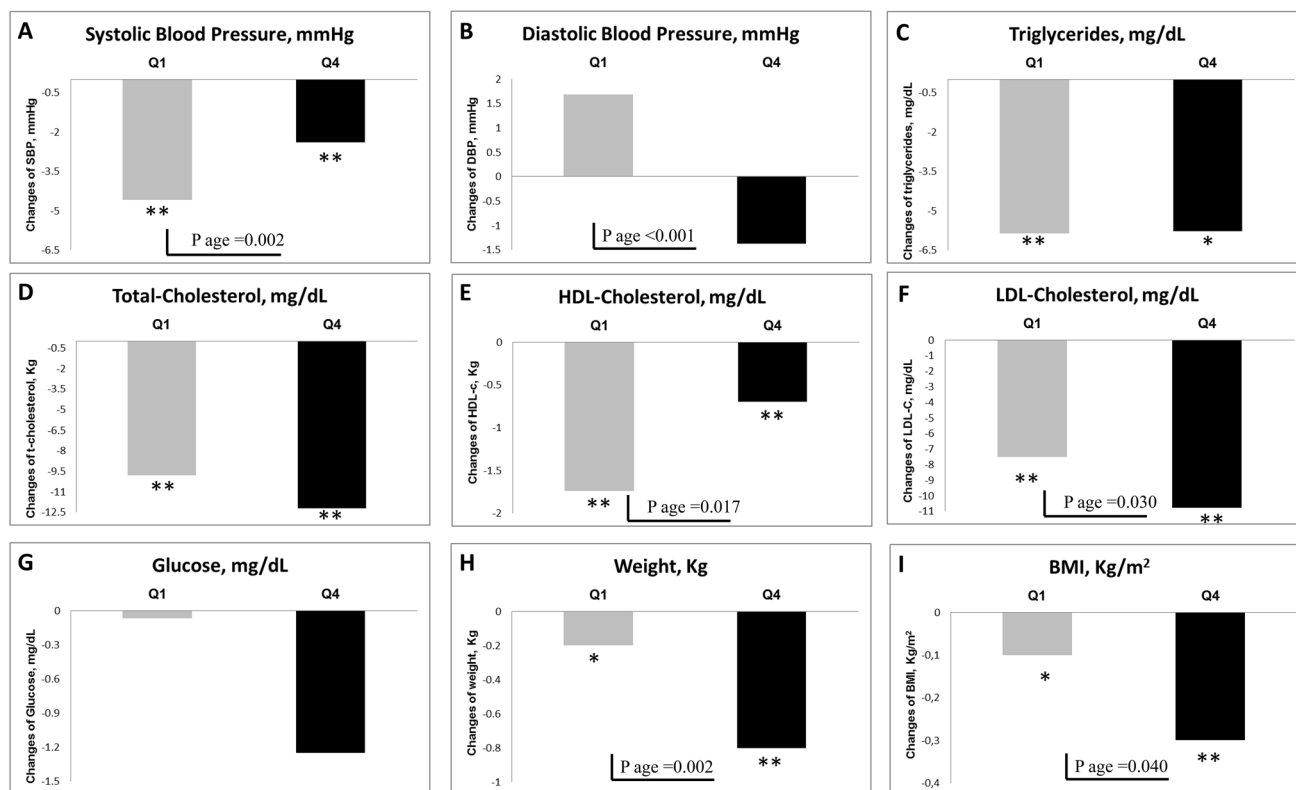 A
Systolic Blood Pressure, mmHg
Q1 Q4
Changes of SBP, mmHg
-0.5
-2
-3.5
-5
-6.5
**
**
P age =0.002
B
Diastolic Blood Pressure, mmHg
Q1 Q4
Changes of DBP, mmHg
2
1.5
1
0.5
0
-0.5
-1
-1.5
P age <0.001
C
Triglycerides, mg/dL
Q1 Q4
Changes of triglycerides, mg/dL
-0.5
-2
-3.5
-5
-6.5
**
*
D
Total-Cholesterol, mg/dL
Q1 Q4
Changes of t-cholesterol, Kg
-0.5
-2
-3.5
-5
-6.5
-8
-9.5
-11
-12.5
**
**
E
HDL-Cholesterol, mg/dL
Q1 Q4
Changes of HDL-c, Kg
0
-0.5
-1
-1.5
-2
**
**
P age =0.017
F
LDL-Cholesterol, mg/dL
Q1 Q4
Changes of LDL-C, mg/dL
0
-1
-2
-3
-4
-5
-6
-7
-8
-9
-10
-11
**
**
P age =0.030
G
Glucose, mg/dL
Q1 Q4
Changes of Glucose, mg/dL
0
-0.3
-0.6
-0.9
-1.2
-1.5
H
Weight, Kg
Q1 Q4
Changes of weight, Kg
0
-0.2
-0.4
-0.6
-0.8
-1
*
**
P age =0.002
I
BMI, Kg/m²
Q1 Q4
Changes of BMI, Kg/m²
0
-0,1
-0,2
-0,3
-0,4
*
**
P age =0.040